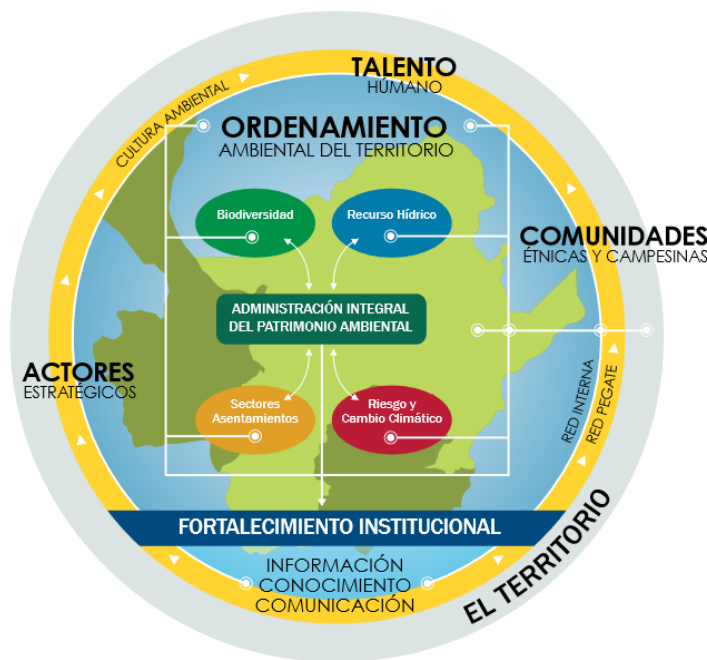 TALENTO
HÚMANO
CULTURA AMBIENTAL
ORDENAMIENTO
AMBIENTAL DEL TERRITORIO
Biodiversidad
Recurso Hídrico
COMUNIDADES
ÉTNICAS Y CAMPESINAS
ADMINISTRACIÓN INTEGRAL
DEL PATRIMONIO AMBIENTAL
ACTORES
ESTRATÉGICOS
Sectores
Asentamientos
Riesgo y
Cambio Climático
RED INTERNA
RED PEGATE
FORTALECIMIENTO INSTITUCIONAL
EL TERRITORIO
INFORMACIÓN
CONOCIMIENTO
COMUNICACIÓN